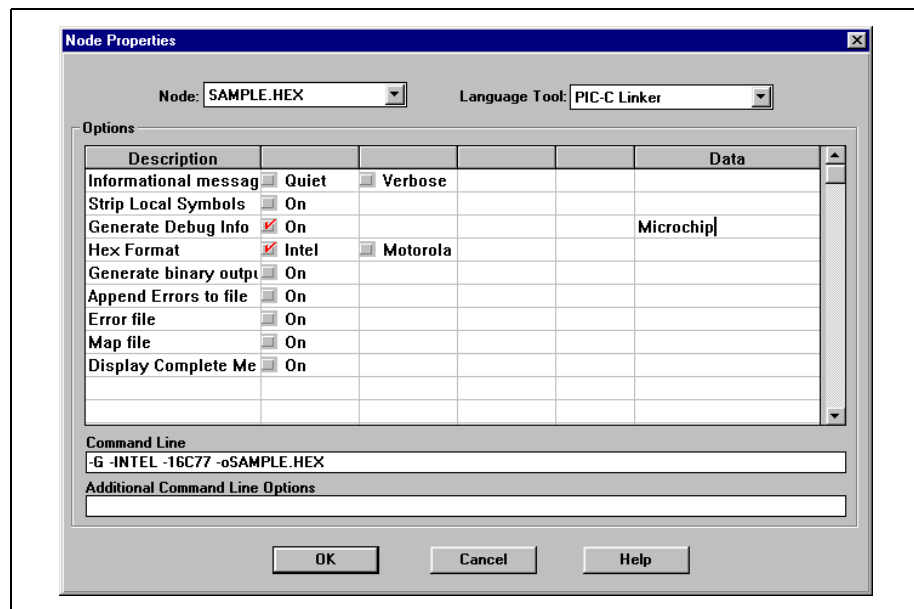 Node Properties
Node: SAMPLE.HEX Language Tool: PIC-C Linker
Options
Description Data
Informational messag Quiet Verbose
Strip Local Symbols On
Generate Debug Info On Microchip
Hex Format Intel Motorola
Generate binary outpu On
Append Errors to file On
Error file On
Map file On
Display Complete Me On
Command Line
-G -INTEL -16C77 -oSAMPLE.HEX
Additional Command Line Options
OK Cancel Help